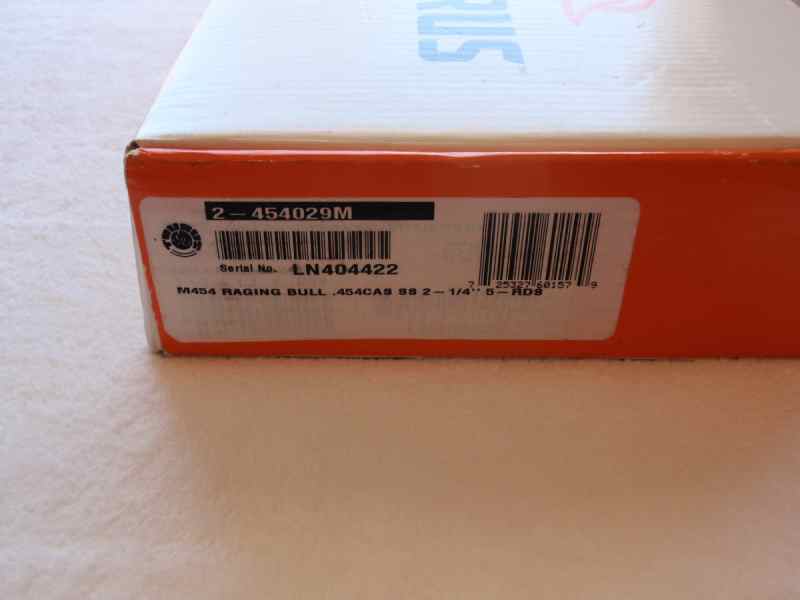 RUS
2-454029M
TAURUS
Serial No. LN404422
7 25327 60157 9
M454 RAGING BULL .454CAS SS 2-1/4" 5-RDS